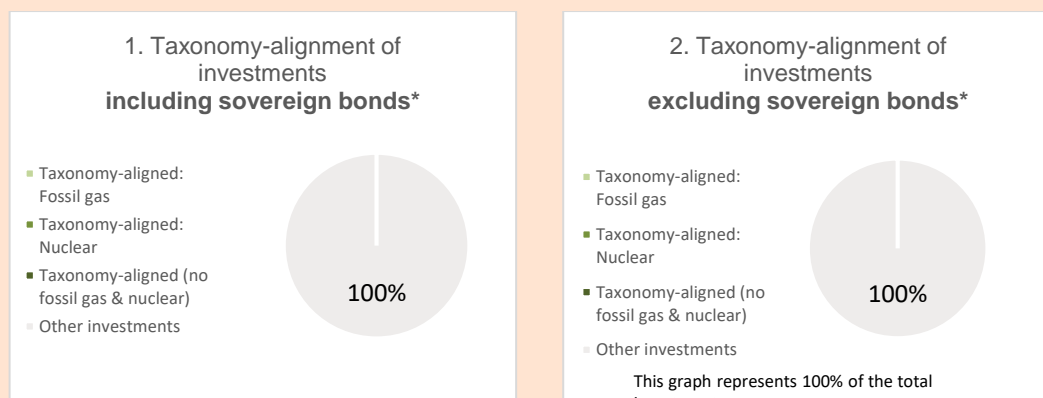 1. Taxonomy-alignment of
investments
including sovereign bonds*
Taxonomy-aligned:
Fossil gas
Taxonomy-aligned:
Nuclear
Taxonomy-aligned (no
fossil gas & nuclear)
Other investments
100%
2. Taxonomy-alignment of
investments
excluding sovereign bonds*
Taxonomy-aligned:
Fossil gas
Taxonomy-aligned:
Nuclear
Taxonomy-aligned (no
fossil gas & nuclear)
Other investments
100%
This graph represents 100% of the total